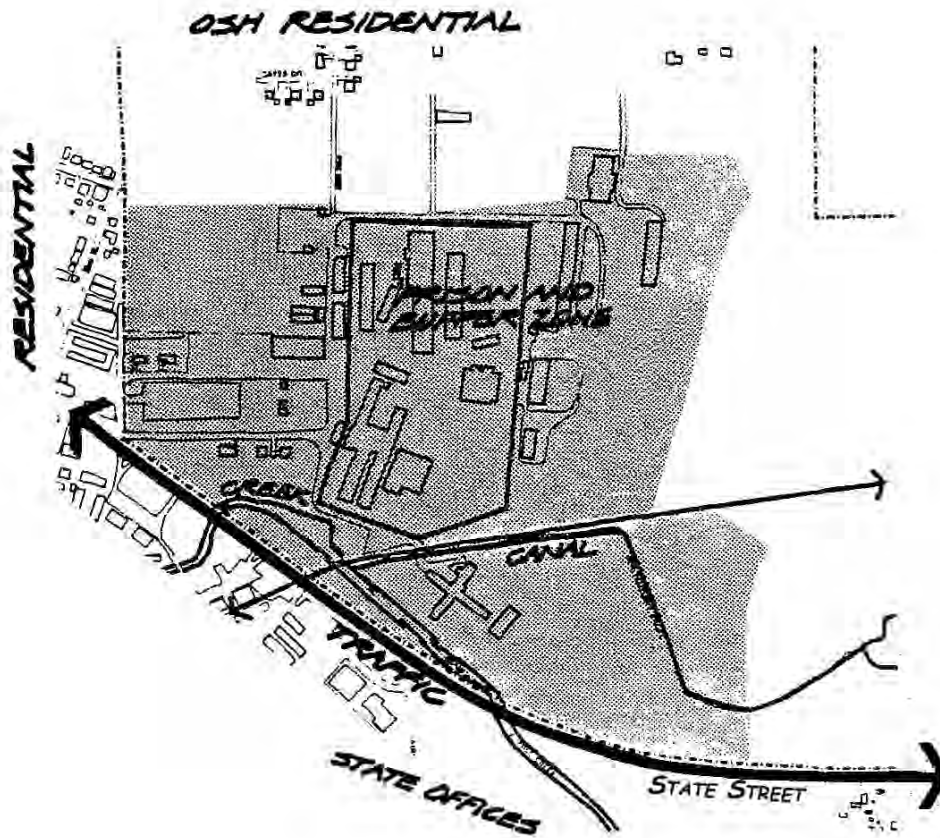 OSH RESIDENTIAL
RESIDENTIAL
PRISON AND
BUFFER ZONE
CREEK
CANAL
TRAFFIC
STATE OFFICES
STATE STREET